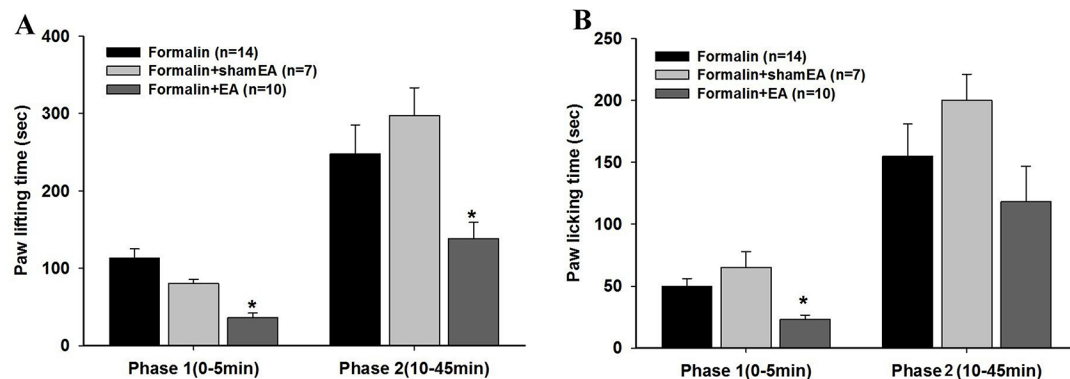 A
Paw lifting time (sec)
400
300
200
100
0
Formalin (n=14)
Formalin+shamEA (n=7)
Formalin+EA (n=10)
*
*
Phase 1(0-5min)
Phase 2(10-45min)
B
Paw licking time (sec)
250
200
150
100
50
0
Formalin (n=14)
Formalin+shamEA (n=7)
Formalin+EA (n=10)
*
Phase 1(0-5min)
Phase 2(10-45min)